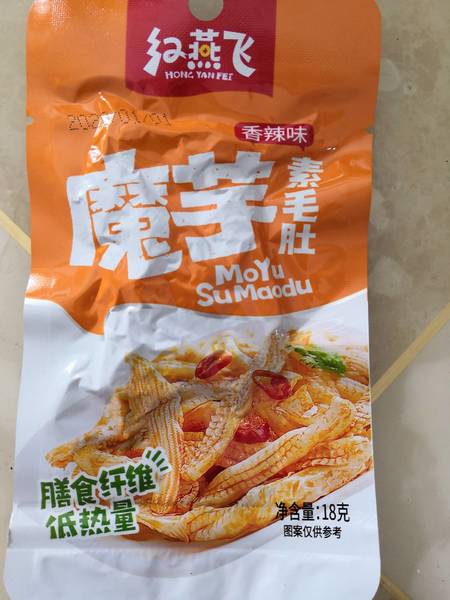 红燕飞
HONG YAN FEI
香辣味
魔芋
素毛肚
MoYu
SuMaodu
膳食纤维
低热量
净含量:18克
图案仅供参考